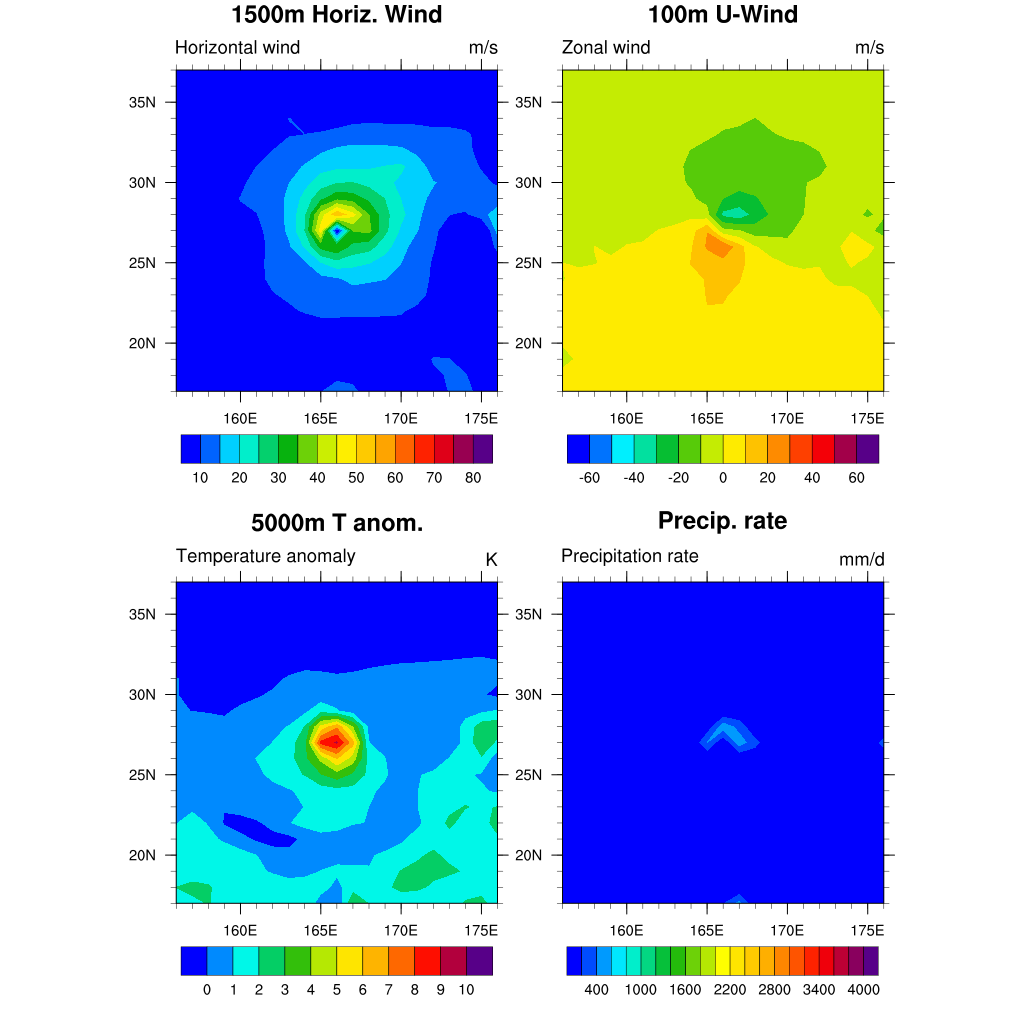 1500m Horiz. Wind
Horizontal wind m/s
35N
30N
25N
20N
160E 165E 170E 175E
10 20 30 40 50 60 70 80
100m U-Wind
Zonal wind m/s
35N
30N
25N
20N
160E 165E 170E 175E
-60 -40 -20 0 20 40 60
5000m T anom.
Temperature anomaly K
35N
30N
25N
20N
160E 165E 170E 175E
0 1 2 3 4 5 6 7 8 9 10
Precip. rate
Precipitation rate mm/d
35N
30N
25N
20N
160E 165E 170E 175E
400 1000 1600 2200 2800 3400 4000